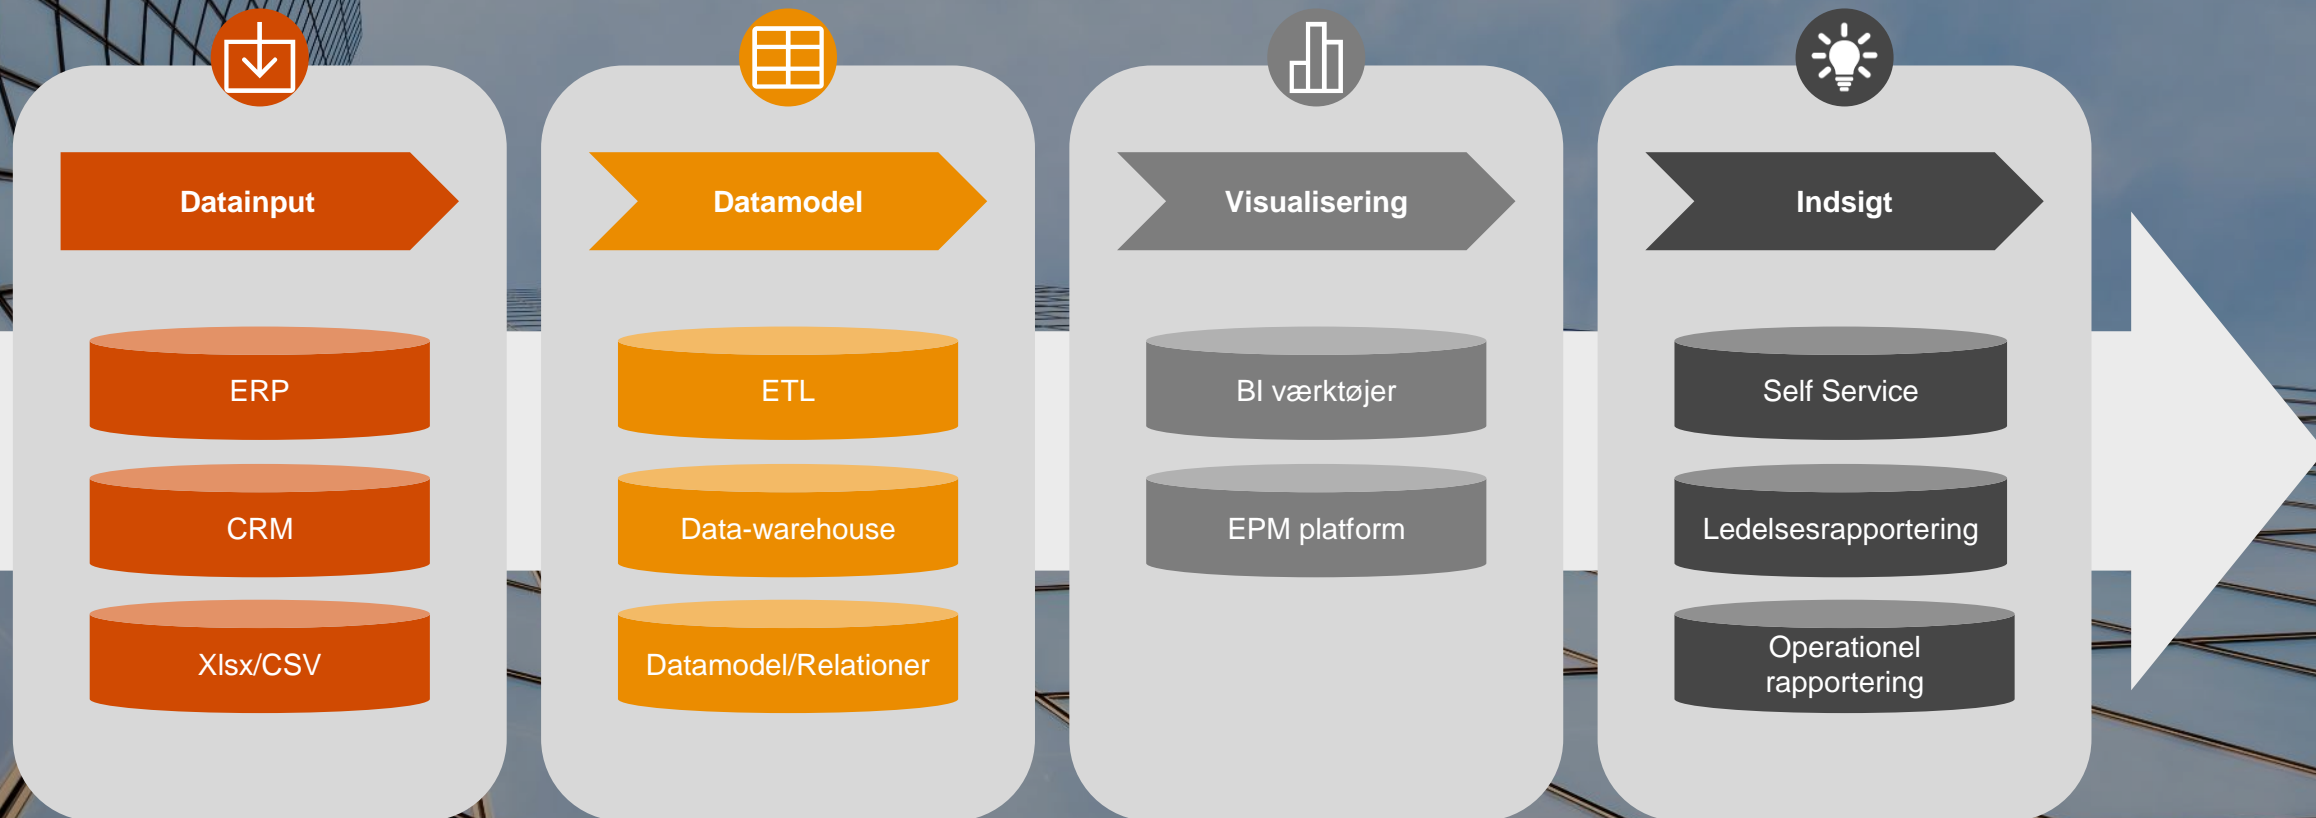 Datainput
ERP
CRM
Xlsx/CSV
Datamodel
ETL
Data-warehouse
Datamodel/Relationer
Visualisering
BI værktøjer
EPM platform
Indsigt
Self Service
Ledelsesrapportering
Operationel
rapportering